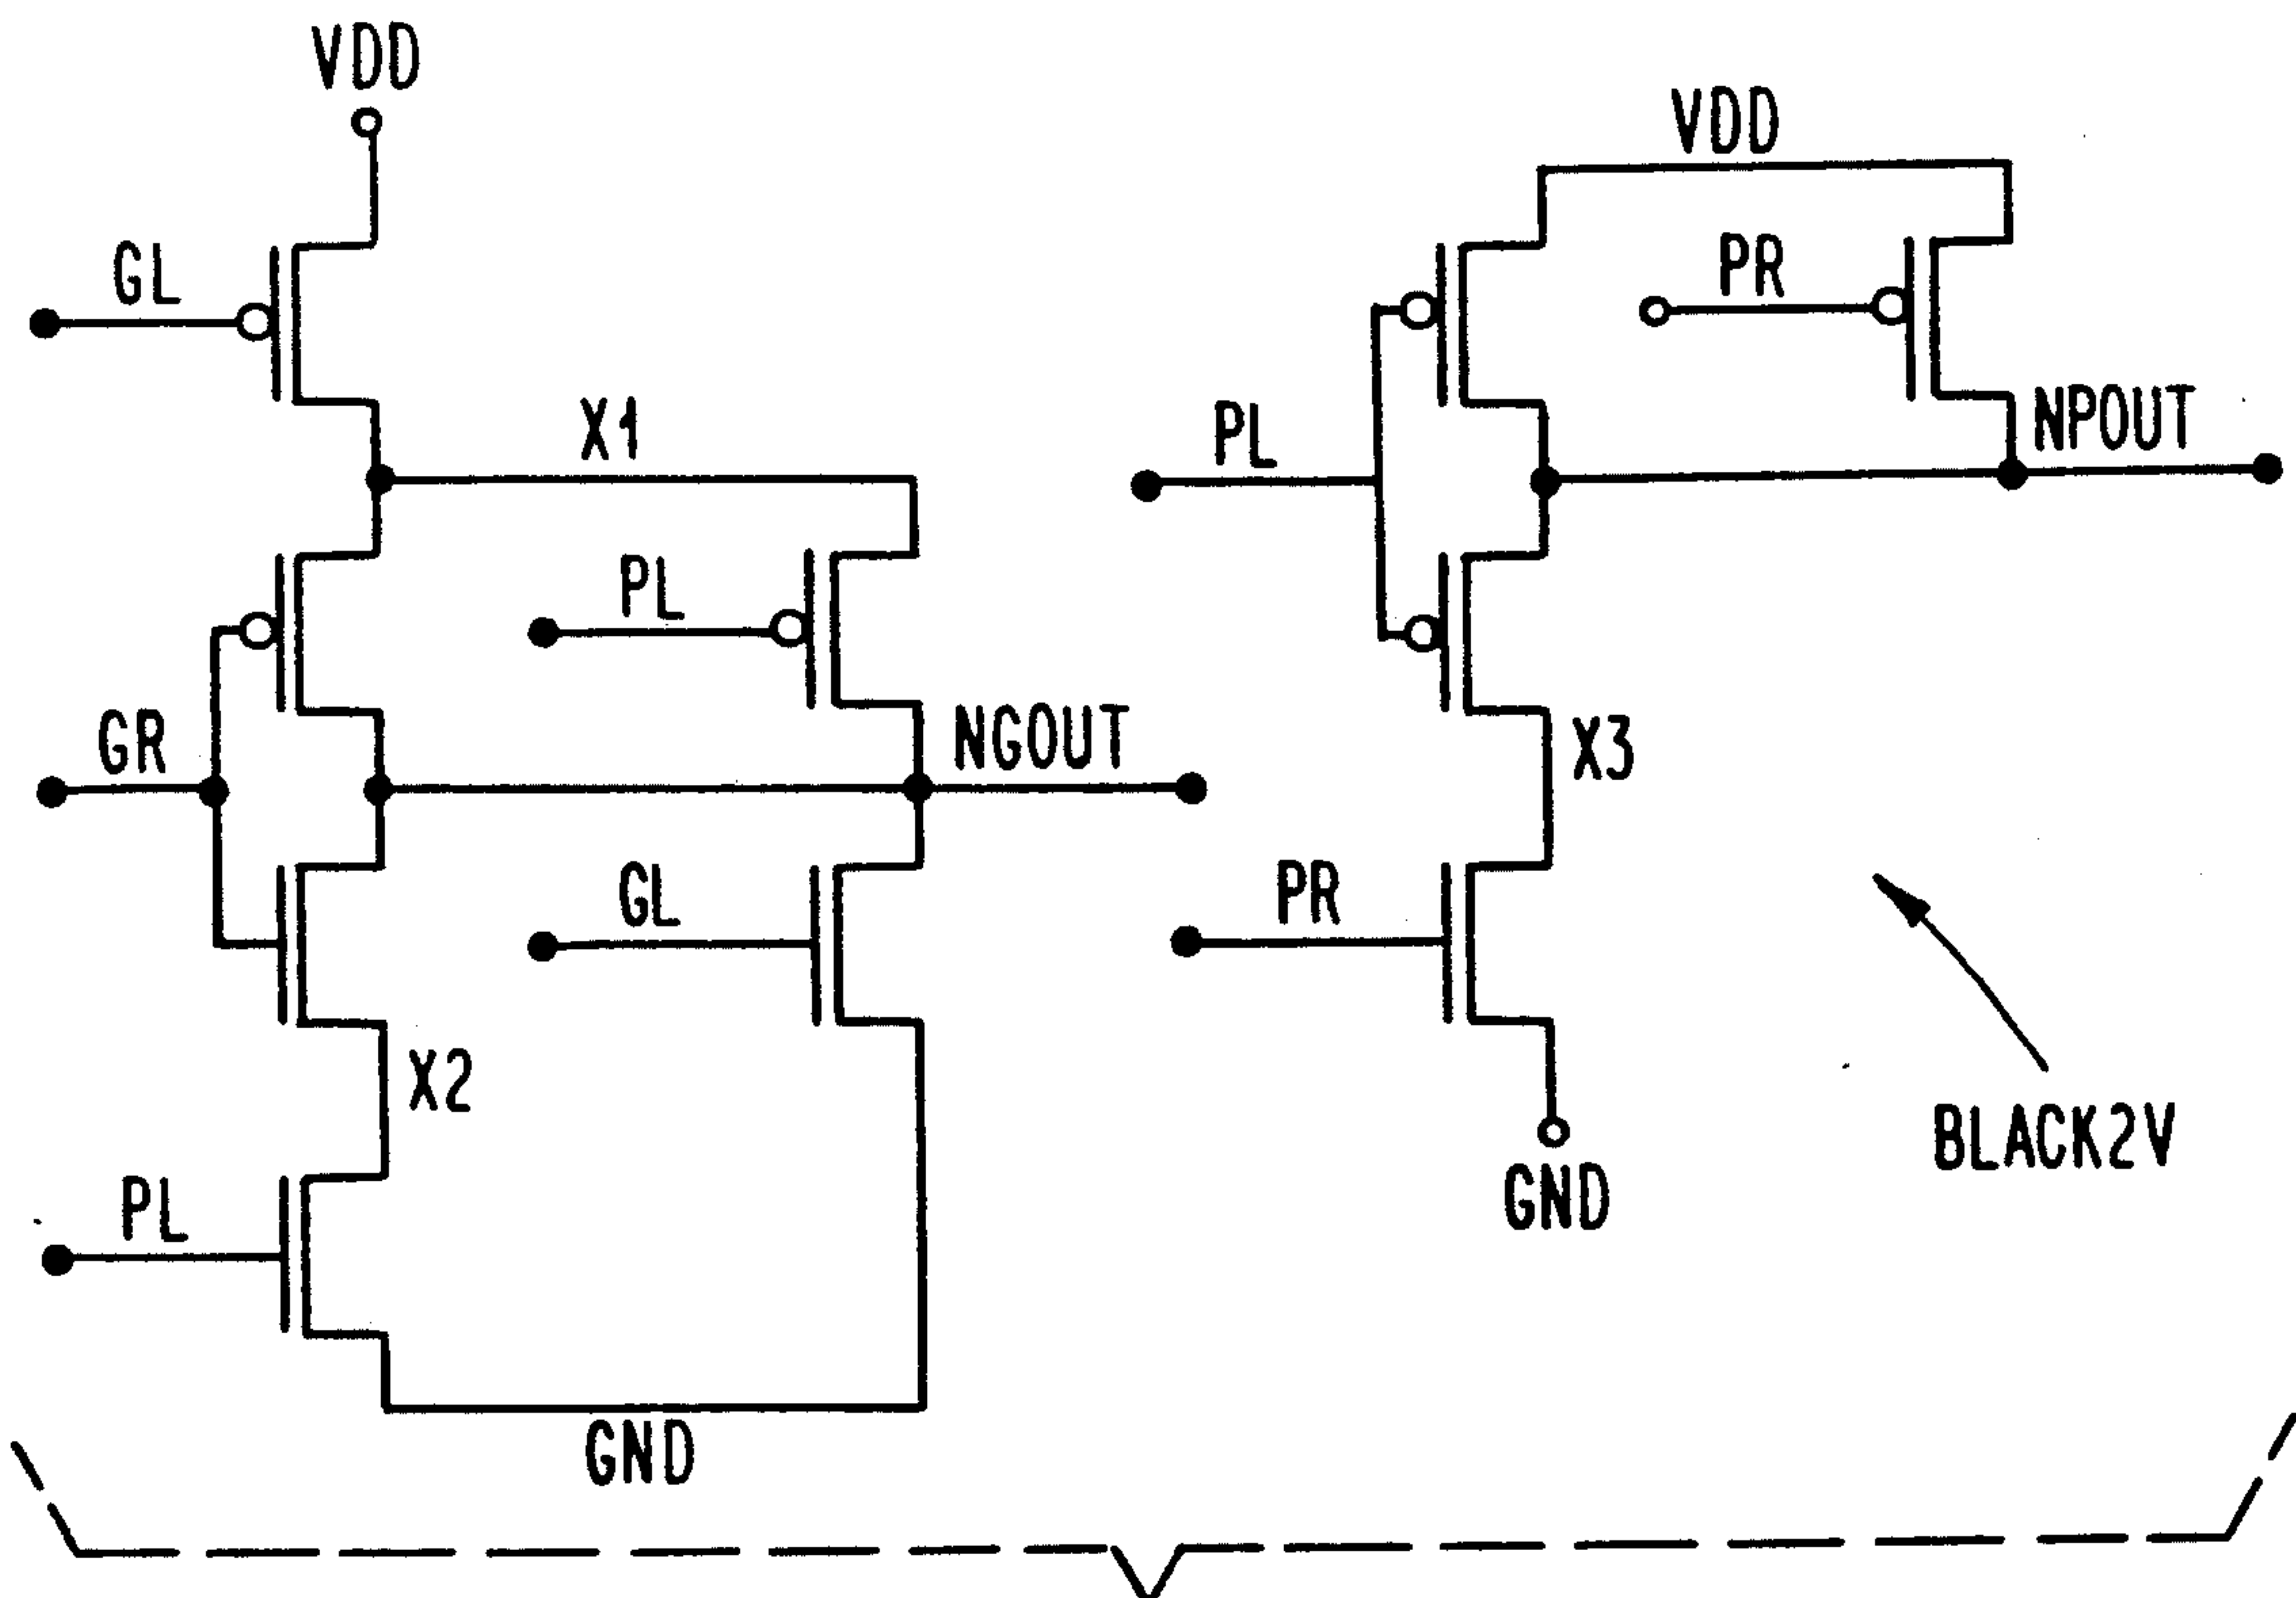 VDD
GL
X1
PL
GR
NGOUT
GL
X2
PL
GND
VDD
PR
PL
NPOUT
X3
PR
GND
BLACK2V